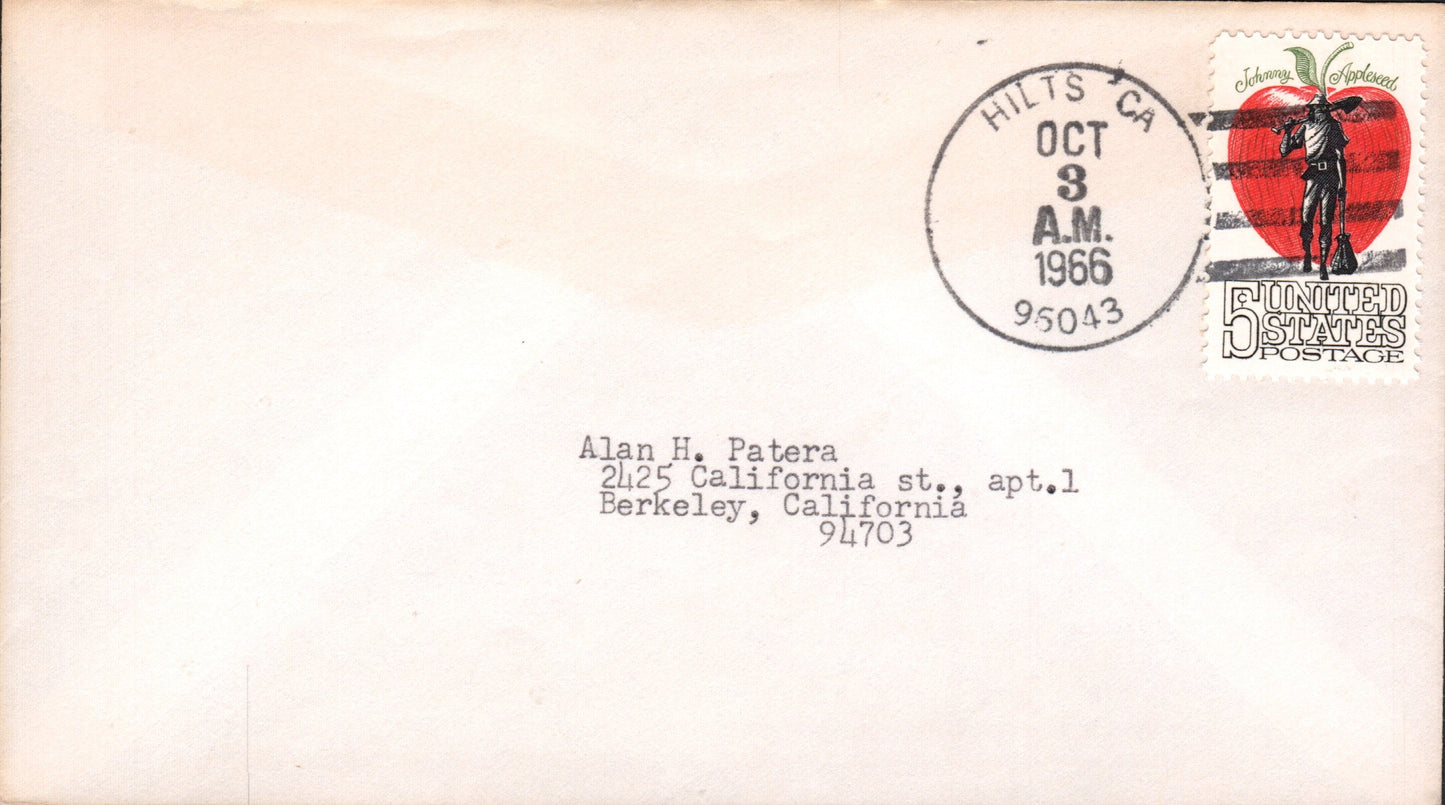 HILTS CA
OCT
3
A.M.
1966
96043
Johnny Appleseed
5c UNITED
STATES
POSTAGE
Alan H. Patera
2425 California st., apt.1
Berkeley, California
94703